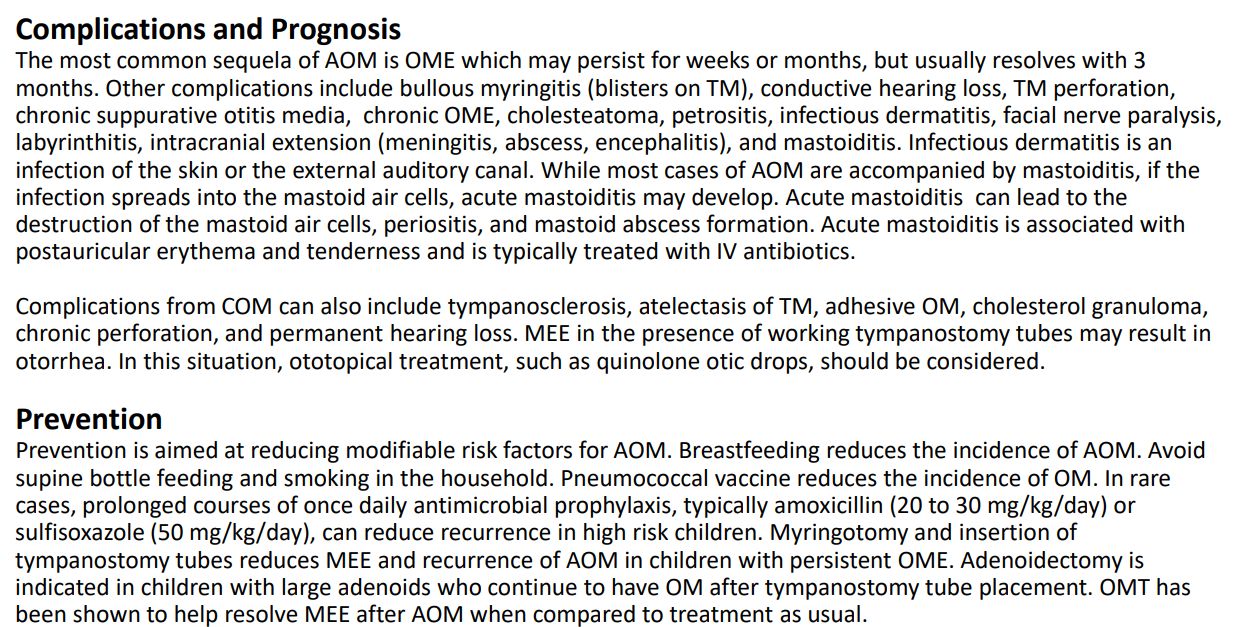 Complications and Prognosis
The most common sequela of AOM is OME which may persist for weeks or months, but usually resolves with 3
months. Other complications include bullous myringitis (blisters on TM), conductive hearing loss, TM perforation,
chronic suppurative otitis media,  chronic OME, cholesteatoma, petrositis, infectious dermatitis, facial nerve paralysis,
labyrinthitis, intracranial extension (meningitis, abscess, encephalitis), and mastoiditis. Infectious dermatitis is an
infection of the skin or the external auditory canal. While most cases of AOM are accompanied by mastoiditis, if the
infection spreads into the mastoid air cells, acute mastoiditis may develop. Acute mastoiditis  can lead to the
destruction of the mastoid air cells, periositis, and mastoid abscess formation. Acute mastoiditis is associated with
postauricular erythema and tenderness and is typically treated with IV antibiotics.
Complications from COM can also include tympanosclerosis, atelectasis of TM, adhesive OM, cholesterol granuloma,
chronic perforation, and permanent hearing loss. MEE in the presence of working tympanostomy tubes may result in
otorrhea. In this situation, ototopical treatment, such as quinolone otic drops, should be considered.
Prevention
Prevention is aimed at reducing modifiable risk factors for AOM. Breastfeeding reduces the incidence of AOM. Avoid
supine bottle feeding and smoking in the household. Pneumococcal vaccine reduces the incidence of OM. In rare
cases, prolonged courses of once daily antimicrobial prophylaxis, typically amoxicillin (20 to 30 mg/kg/day) or
sulfisoxazole (50 mg/kg/day), can reduce recurrence in high risk children. Myringotomy and insertion of
tympanostomy tubes reduces MEE and recurrence of AOM in children with persistent OME. Adenoidectomy is
indicated in children with large adenoids who continue to have OM after tympanostomy tube placement. OMT has
been shown to help resolve MEE after AOM when compared to treatment as usual.